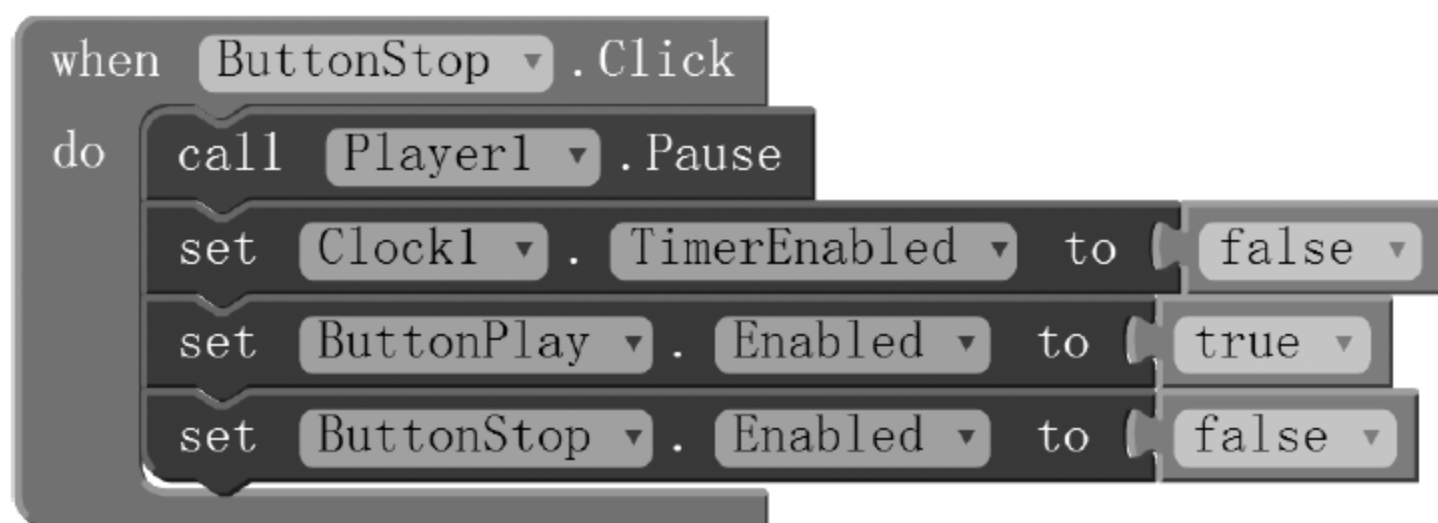 when ButtonStop .Click
do call Player1 .Pause
set Clock1 . TimerEnabled to false
set ButtonPlay . Enabled to true
set ButtonStop . Enabled to false